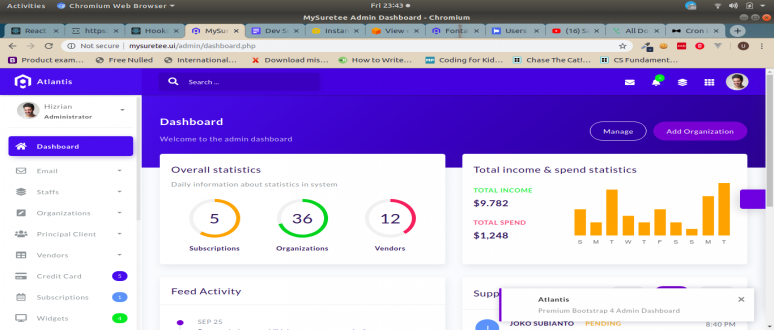 Activities Chromium Web Browser Fri 23:43
MySuretee Admin Dashboard - Chromium
React https: Hook MySur Dev S Insta View Fonta Users (16) S All Do Cron
Not secure | mysuretee.ui/admin/dashboard.php
Product exam... Free Nulled International... Download mis... How to Write... Coding for Kid... Chase The Cat!... CS Fundament...
Atlantis
Search ...
Hizrian
Administrator
Dashboard
Email
Staffs
Organizations
Principal Client
Vendors
Credit Card 5
Subscriptions 1
Widgets 4
Dashboard
Welcome to the admin dashboard
Manage
Add Organization
Overall statistics
Daily information about statistics in system
5 36 12
Subscriptions Organizations Vendors
Total income & spend statistics
TOTAL INCOME
$9.782
TOTAL SPEND
$1,248
S M T W T F S S M T
Feed Activity
SEP 25
Supp
JOKO SUBIANTO PENDING
8:40 PM
Atlantis
Premium Bootstrap 4 Admin Dashboard